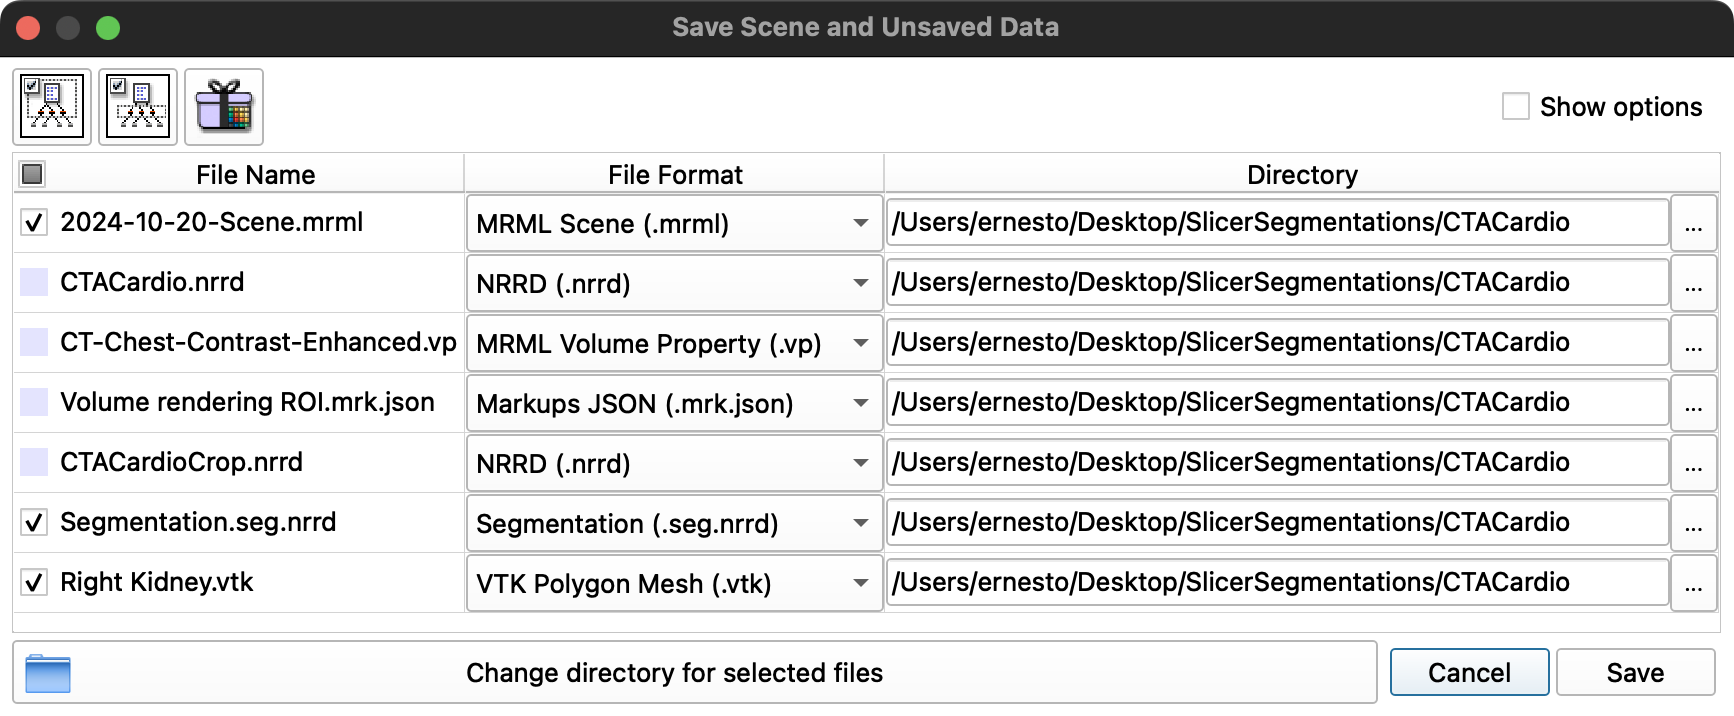 Save Scene and Unsaved Data
Show options
File Name File Format Directory
2024-10-20-Scene.mrml MRML Scene (.mrml) /Users/ernesto/Desktop/SlicerSegmentations/CTACardio ...
CTACardio.nrrd NRRD (.nrrd) /Users/ernesto/Desktop/SlicerSegmentations/CTACardio ...
CT-Chest-Contrast-Enhanced.vp MRML Volume Property (.vp) /Users/ernesto/Desktop/SlicerSegmentations/CTACardio ...
Volume rendering ROI.mrk.json Markups JSON (.mrk.json) /Users/ernesto/Desktop/SlicerSegmentations/CTACardio ...
CTACardioCrop.nrrd NRRD (.nrrd) /Users/ernesto/Desktop/SlicerSegmentations/CTACardio ...
Segmentation.seg.nrrd Segmentation (.seg.nrrd) /Users/ernesto/Desktop/SlicerSegmentations/CTACardio ...
Right Kidney.vtk VTK Polygon Mesh (.vtk) /Users/ernesto/Desktop/SlicerSegmentations/CTACardio ...
Change directory for selected files Cancel Save